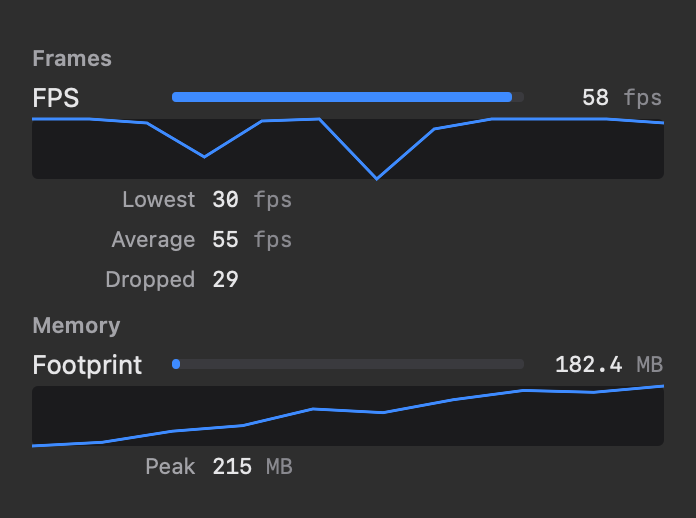 Frames
FPS 58 fps
Lowest 30 fps
Average 55 fps
Dropped 29
Memory
Footprint 182.4 MB
Peak 215 MB